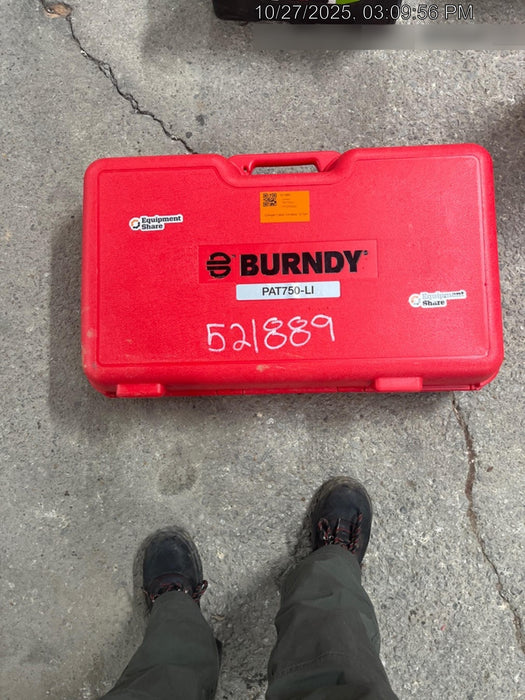 10/27/2025, 03:09:56 PM
Equipment
Share
BURNDY
PAT750-LI
Equipment
Share
521889